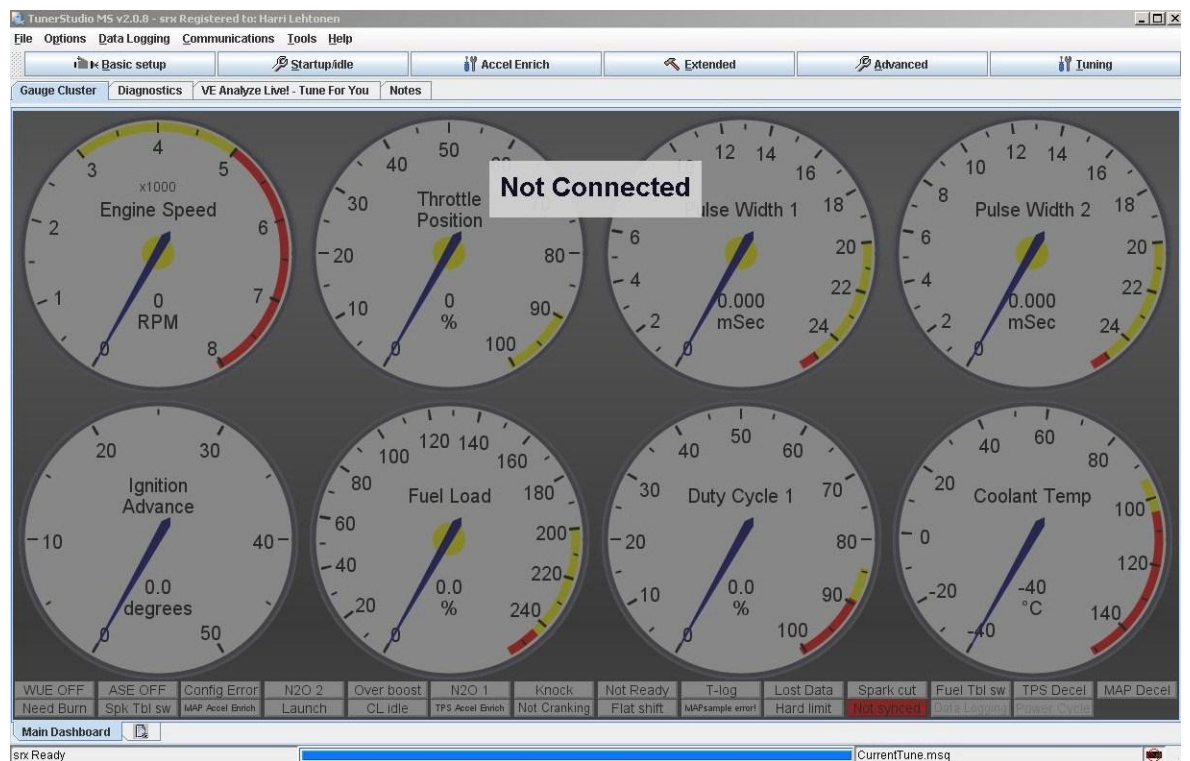 TunerStudio MS v2.0.8 - srx Registered to: Harri Lehtonen
File Options Data Logging Communications Tools Help
Basic setup Startup/idle Accel Enrich Extended Advanced Tuning
Gauge Cluster Diagnostics VE Analyze Live! - Tune For You Notes
Not Connected
0 1 2 3 4 5 6 7 8
x1000
Engine Speed
0
RPM
0 10 20 30 40 50 80 90 100
Throttle
Position
0
%
0 2 4 6 12 14 16 18 20 22 24
Pulse Width 1
0.000
mSec
0 2 4 6 8 10 12 14 16 18 20 22 24
Pulse Width 2
0.000
mSec
0 10 20 30 40 50
Ignition
Advance
0.0
degrees
0 20 40 60 80 100 120 140 160 180 200 220 240
Fuel Load
0.0
%
0 10 20 30 40 50 60 70 80 90 100
Duty Cycle 1
0.0
%
-40 -20 0 20 40 60 80 100 120 140
Coolant Temp
-40
°C
WUE OFF ASE OFF Config Error N2O 2 Over boost N2O 1 Knock Not Ready T-log Lost Data Spark cut Fuel Tbl sw TPS Decel MAP Decel
Need Burn Spk Tbl sw MAP Accel Enrich Launch CL idle TPS Accel Enrich Not Cranking Flat shift MAPsample error! Hard limit Not synced Data Logging Power Cycle
Main Dashboard
srx Ready CurrentTune.msq